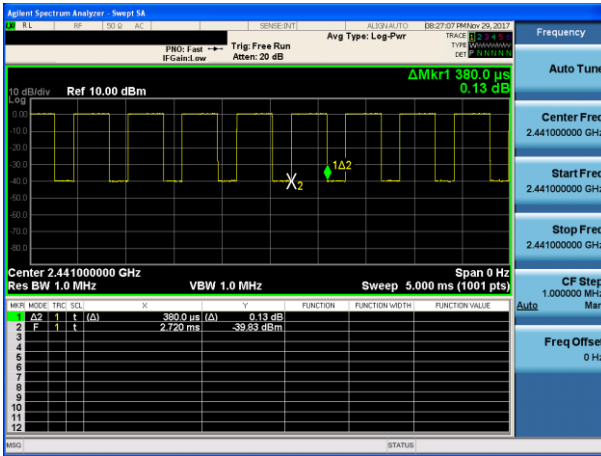 Agilent Spectrum Analyzer - Swept SA
RL RF 50 Ω AC SENSE:INT ALIGNAUTO 08:27:07 PM Nov 29, 2017
Avg Type: Log-Pwr
TRACE 1 2 3 4 5 6
TYPE WWWWWW
DET P N N N N N
PNO: Fast
IFGain:Low
Trig: Free Run
Atten: 20 dB
Frequency
ΔMkr1 380.0 µs
0.13 dB
10 dB/div
Log
Ref 10.00 dBm
Auto Tune
0.00
-10.0
-20.0
-30.0
-40.0
-50.0
-60.0
-70.0
-80.0
1Δ2
X2
Center Freq
2.441000000 GHz
Start Freq
2.441000000 GHz
Stop Freq
2.441000000 GHz
CF Step
1.000000 MHz
Auto Man
Freq Offset
0 Hz
Center 2.441000000 GHz Span 0 Hz
Res BW 1.0 MHz VBW 1.0 MHz Sweep 5.000 ms (1001 pts)
MKR MODE TRC SCL X Y FUNCTION FUNCTION WIDTH FUNCTION VALUE
1 Δ2 1 t (Δ) 380.0 µs (Δ) 0.13 dB
2 F 1 t 2.720 ms -39.83 dBm
3
4
5
6
7
8
9
10
11
12
MSG STATUS